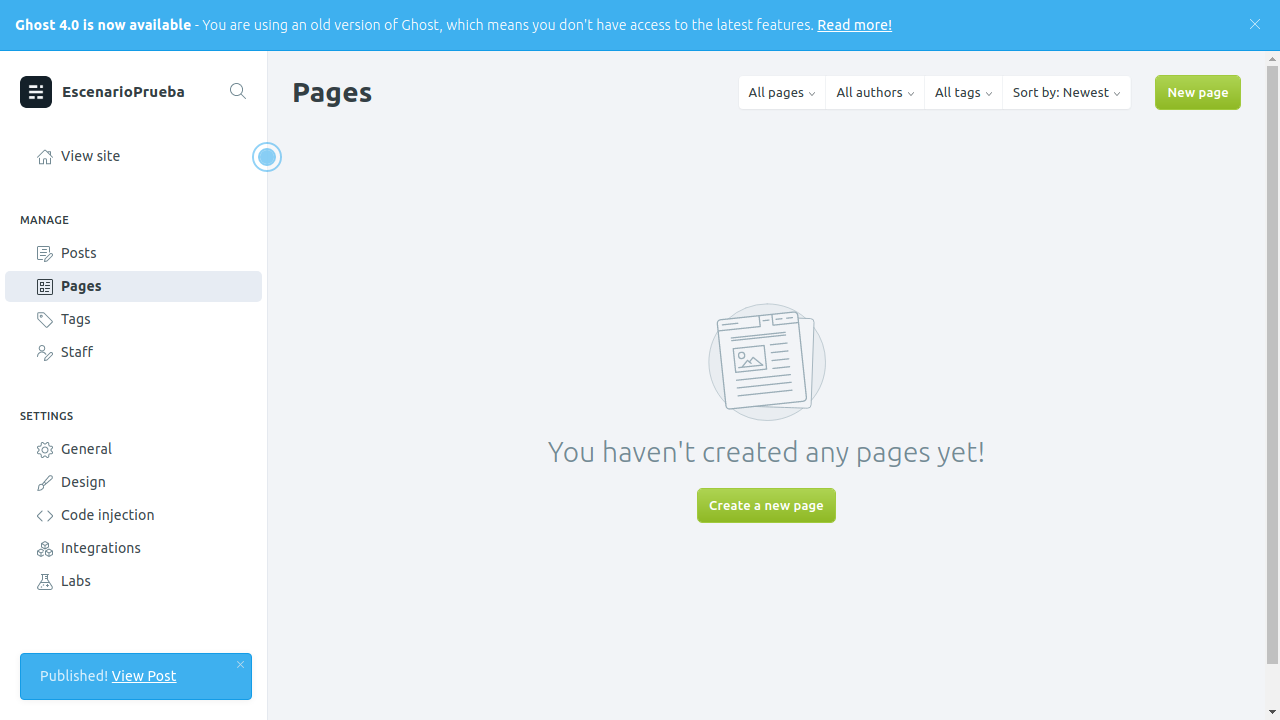 Ghost 4.0 is now available - You are using an old version of Ghost, which means you don't have access to the latest features. Read more!
EscenarioPrueba
View site
MANAGE
Posts
Pages
Tags
Staff
SETTINGS
General
Design
Code injection
Integrations
Labs
Published! View Post
Pages
All pages
All authors
All tags
Sort by: Newest
New page
You haven't created any pages yet!
Create a new page